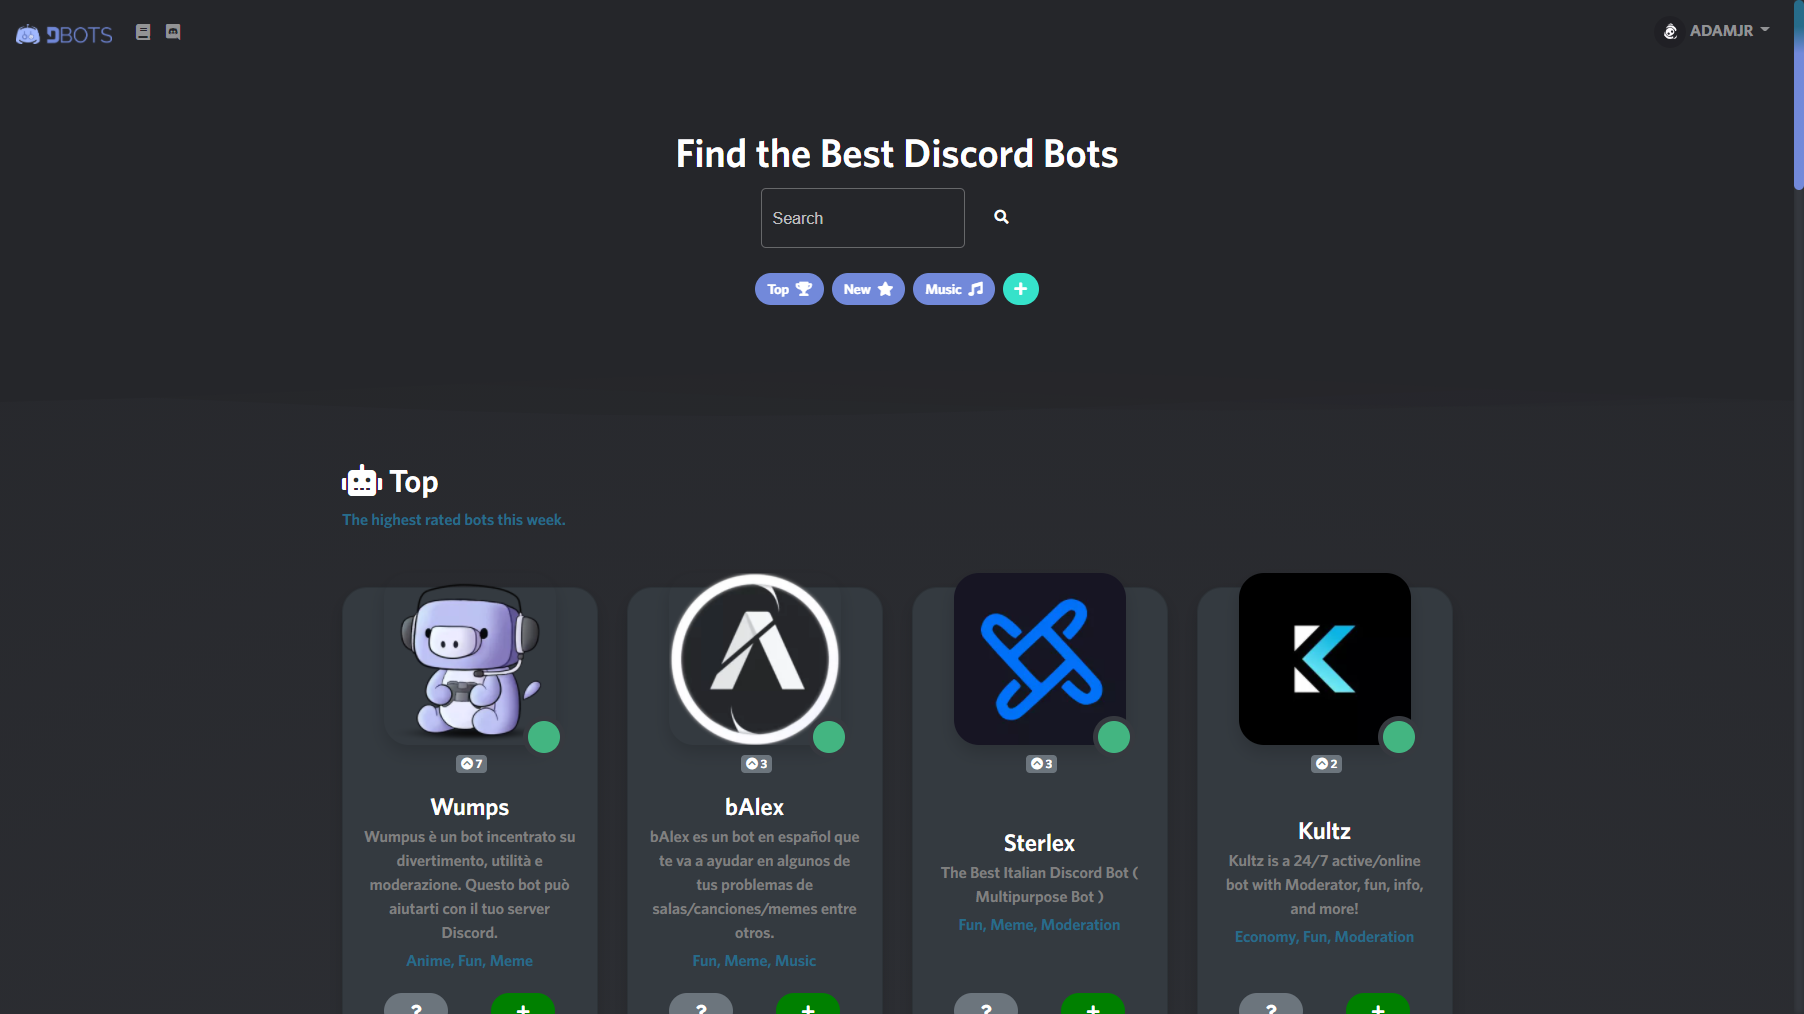 DBOTS
ADAMJR
Find the Best Discord Bots
Search
Top
New
Music
+
Top
The highest rated bots this week.
7
Wumps
Wumpus è un bot incentrato su
divertimento, utilità e
moderazione. Questo bot può
aiutarti con il tuo server
Discord.
Anime, Fun, Meme
?
+
3
bAlex
bAlex es un bot en español que
te va a ayudar en algunos de
tus problemas de
salas/canciones/memes entre
otros.
Fun, Meme, Music
?
+
3
Sterlex
The Best Italian Discord Bot (
Multipurpose Bot )
Fun, Meme, Moderation
?
+
2
Kultz
Kultz is a 24/7 active/online
bot with Moderator, fun, info,
and more!
Economy, Fun, Moderation
?
+